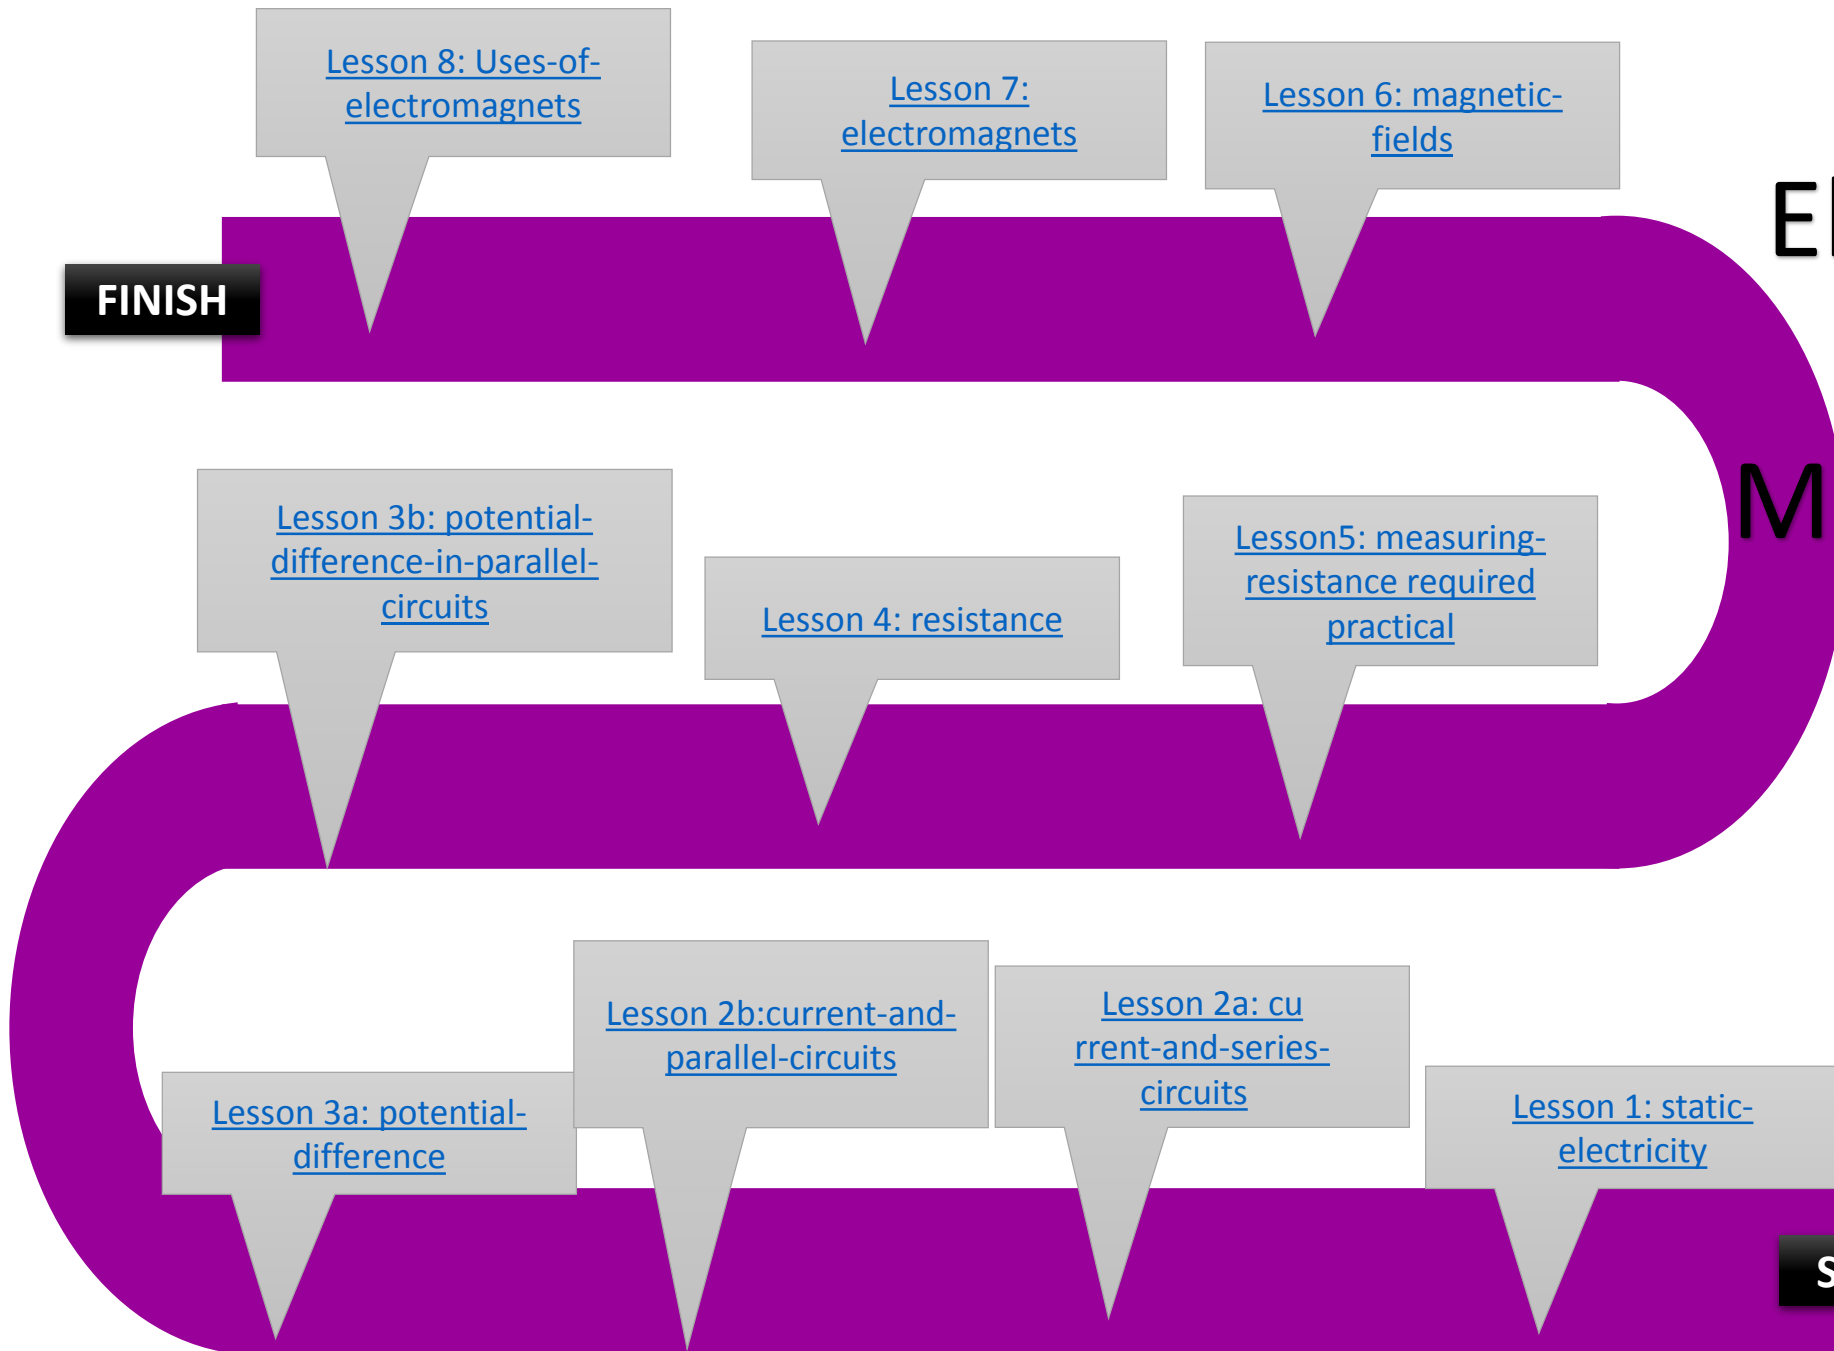 Lesson 8: Uses-of-
electromagnets
Lesson 7:
electromagnets
Lesson 6: magnetic-
fields
FINISH
Lesson 3b: potential-
difference-in-parallel-
circuits
Lesson 4: resistance
Lesson5: measuring-
resistance required
practical
Lesson 3a: potential-
difference
Lesson 2b:current-and-
parallel-circuits
Lesson 2a: cu
rrent-and-series-
circuits
Lesson 1: static-
electricity